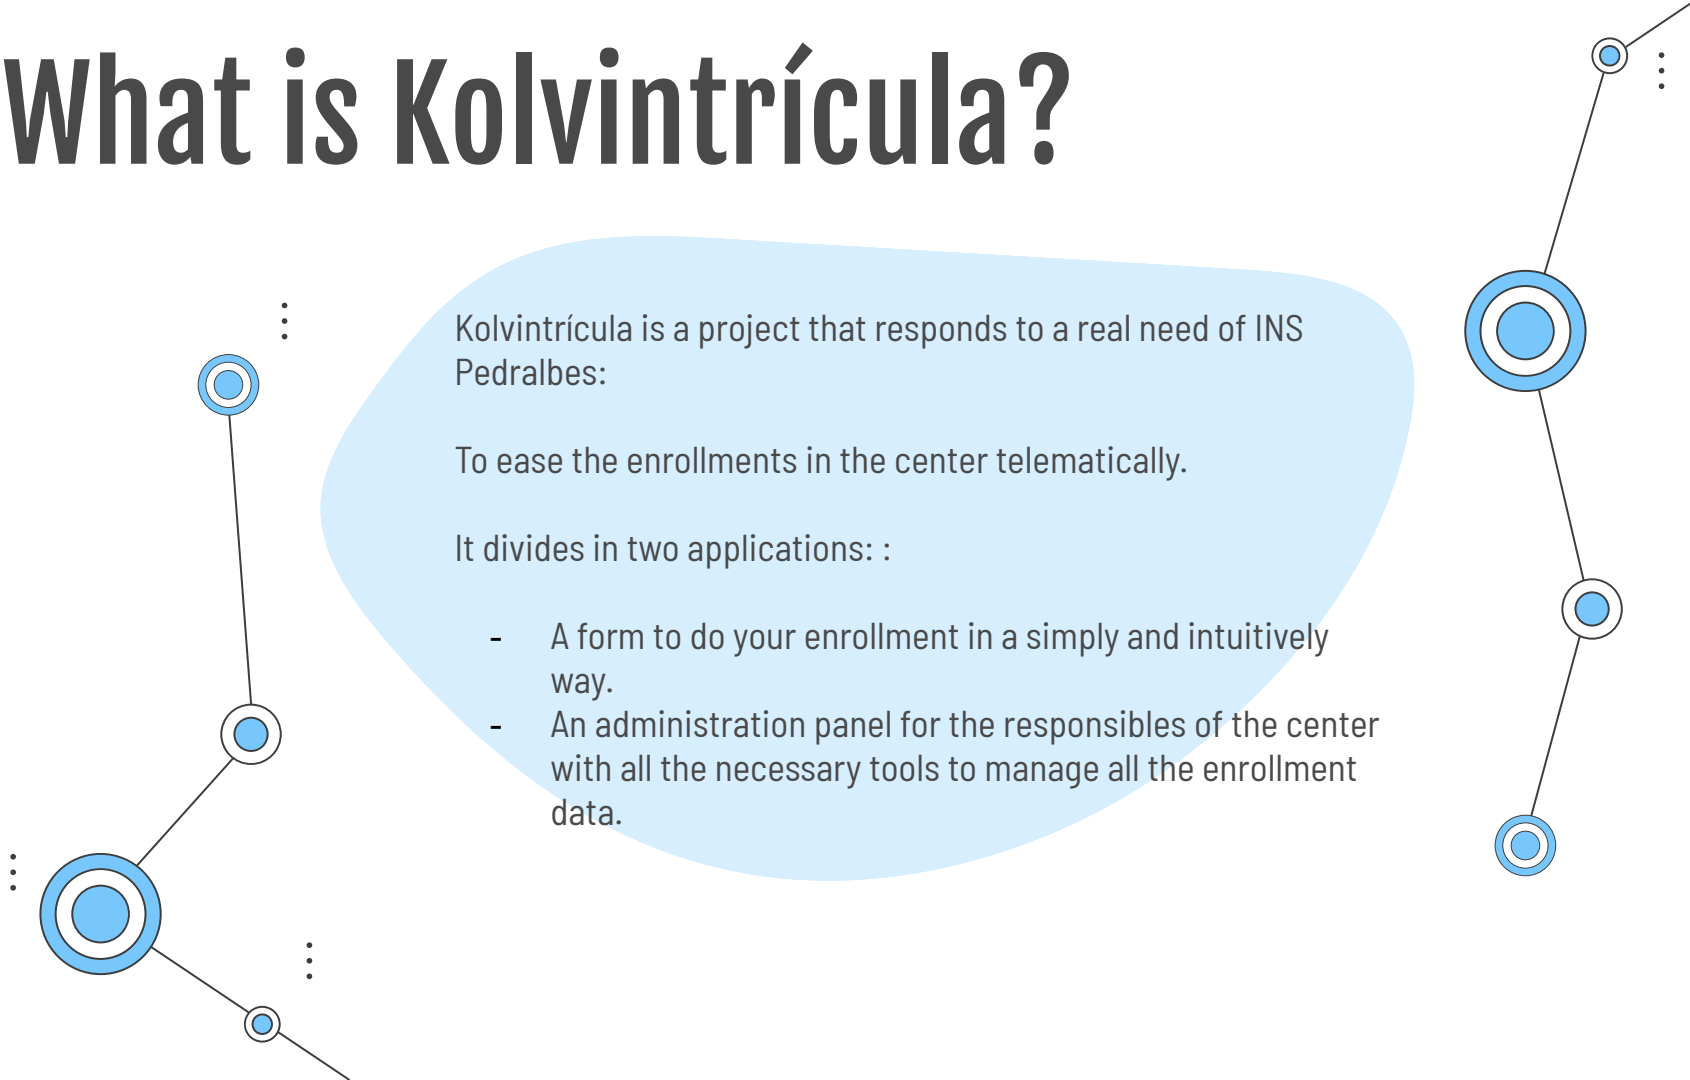 What is Kolvintrícula?
Kolvintrícula is a project that responds to a real need of INS
Pedralbes:
To ease the enrollments in the center telematically.
It divides in two applications: :
- A form to do your enrollment in a simply and intuitively
way.
- An administration panel for the responsibles of the center
with all the necessary tools to manage all the enrollment
data.